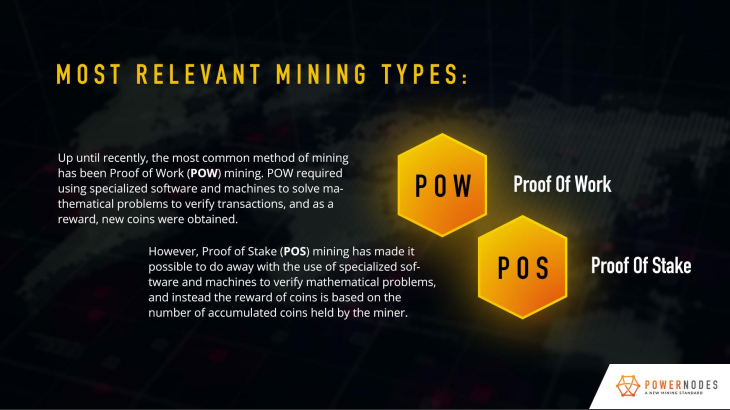 MOST RELEVANT MINING TYPES:
Up until recently, the most common method of mining
has been Proof of Work (POW) mining. POW required
using specialized software and machines to solve ma-
thematical problems to verify transactions, and as a
reward, new coins were obtained.
POW
Proof Of Work
However, Proof of Stake (POS) mining has made it
possible to do away with the use of specialized sof-
tware and machines to verify mathematical problems,
and instead the reward of coins is based on the
number of accumulated coins held by the miner.
POS
Proof Of Stake
POWERNODES
A NEW MINING STANDARD